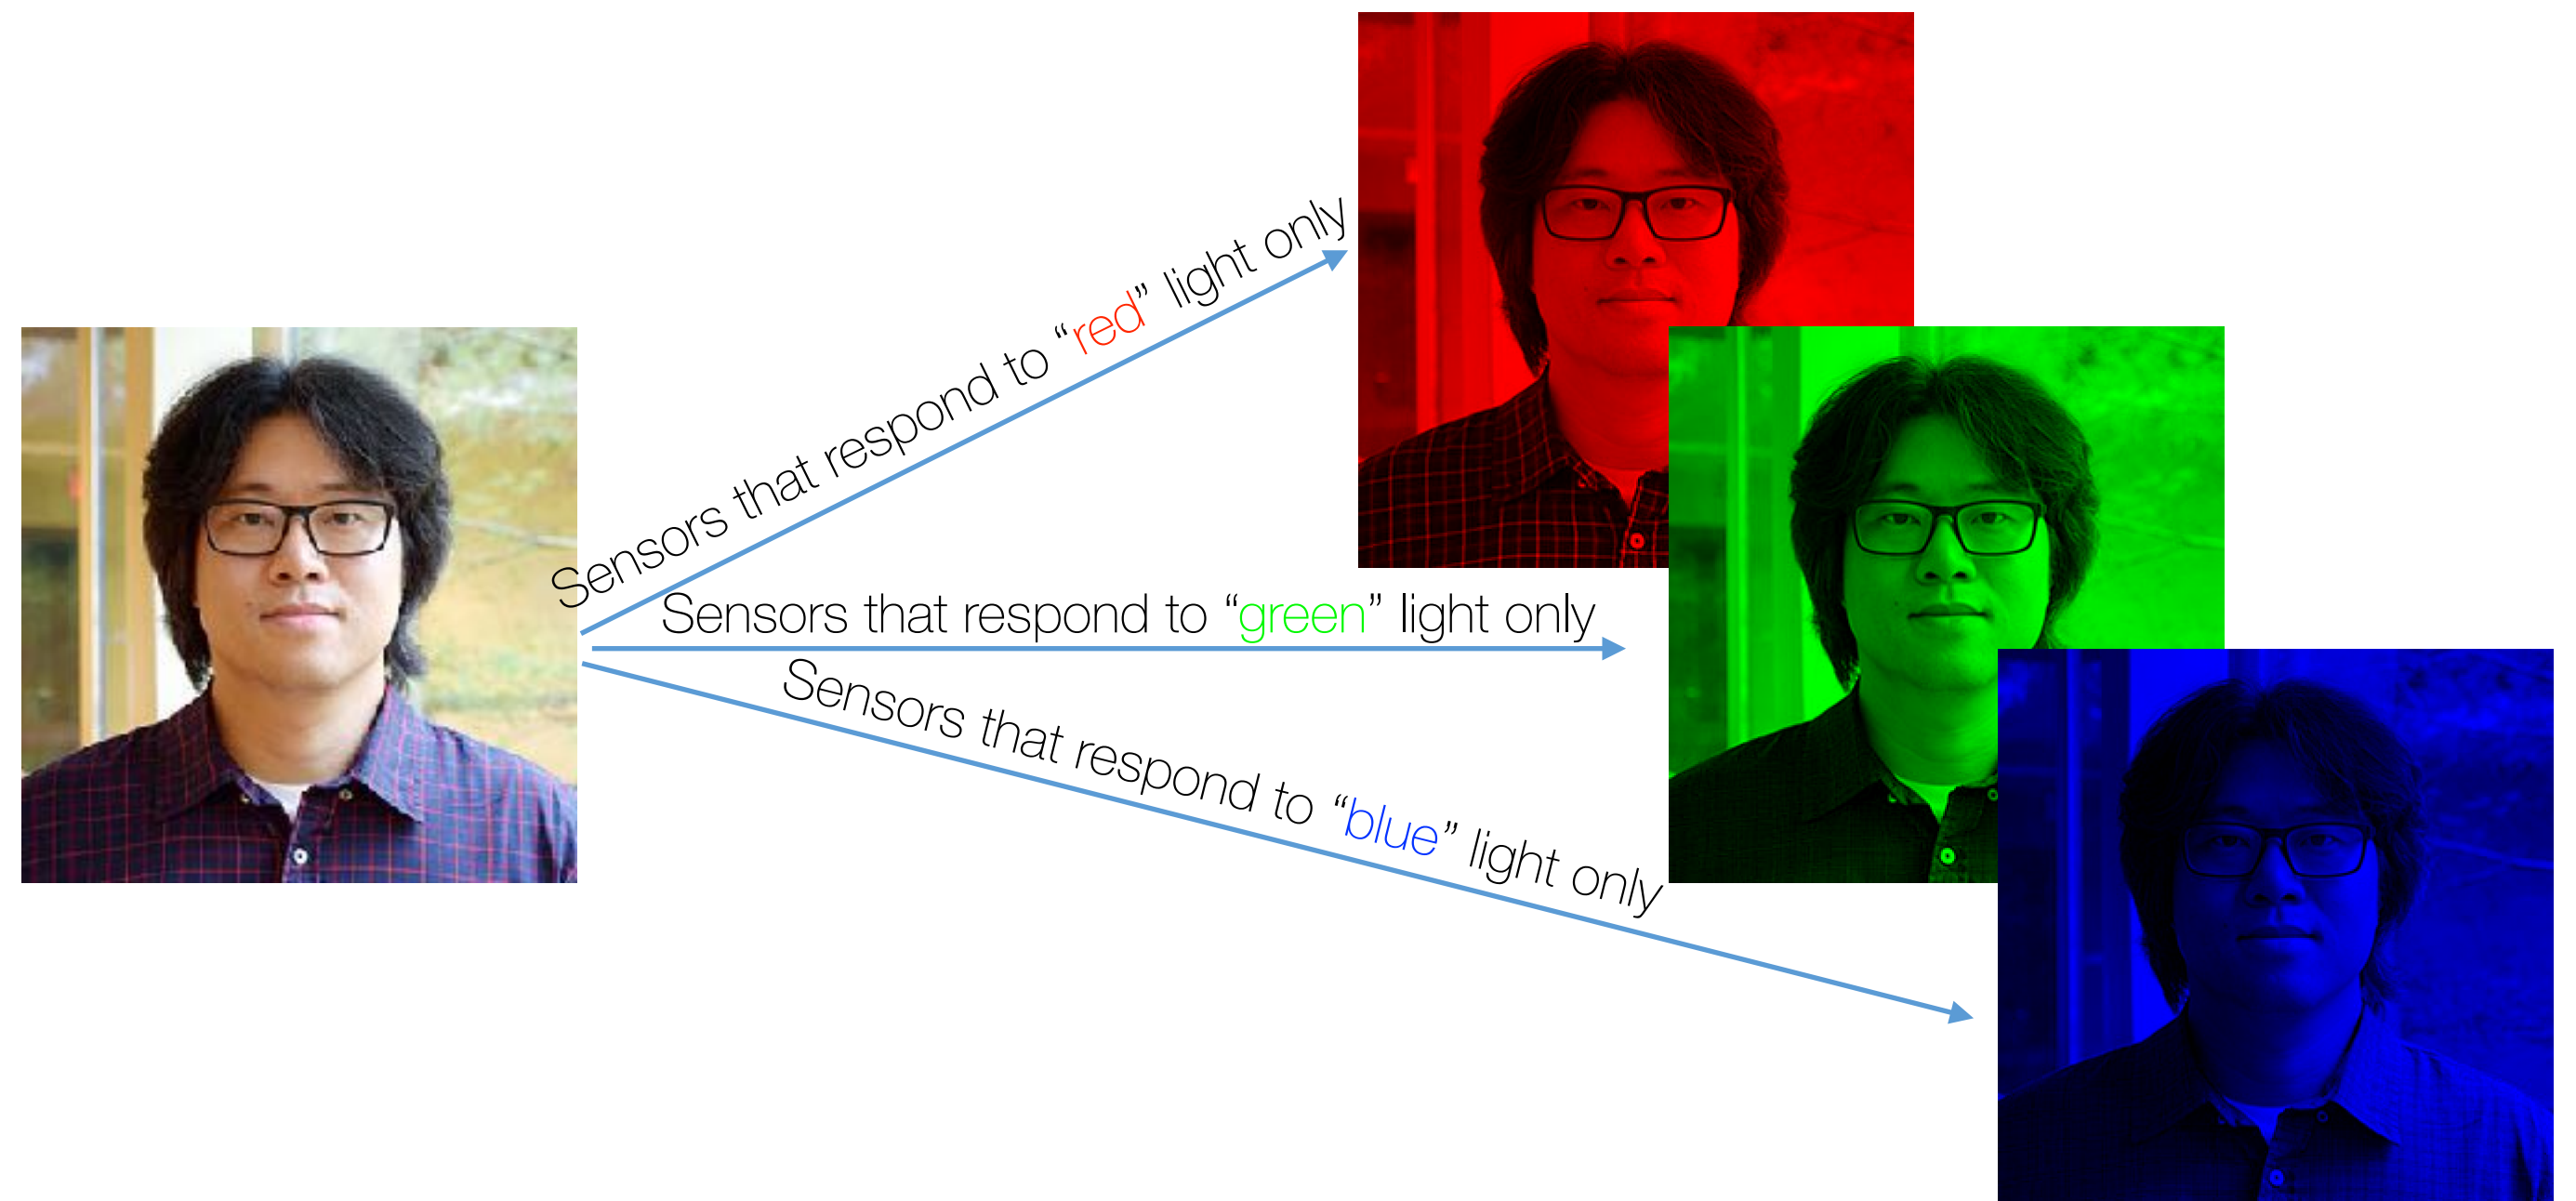 Sensors that respond to “red” light only
Sensors that respond to “green” light only
Sensors that respond to “blue” light only